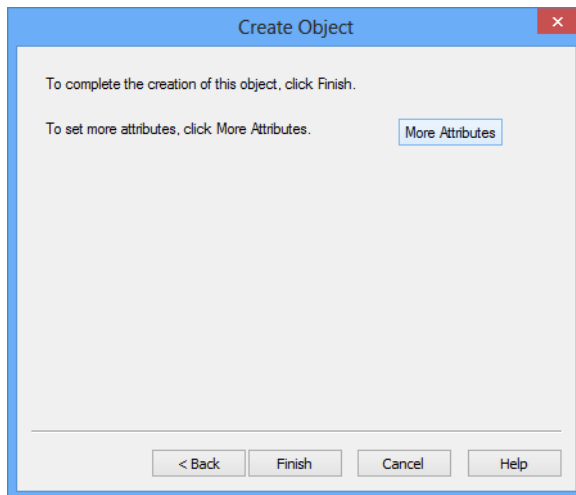 Create Object
To complete the creation of this object, click Finish.
To set more attributes, click More Attributes.
More Attributes
< Back
Finish
Cancel
Help